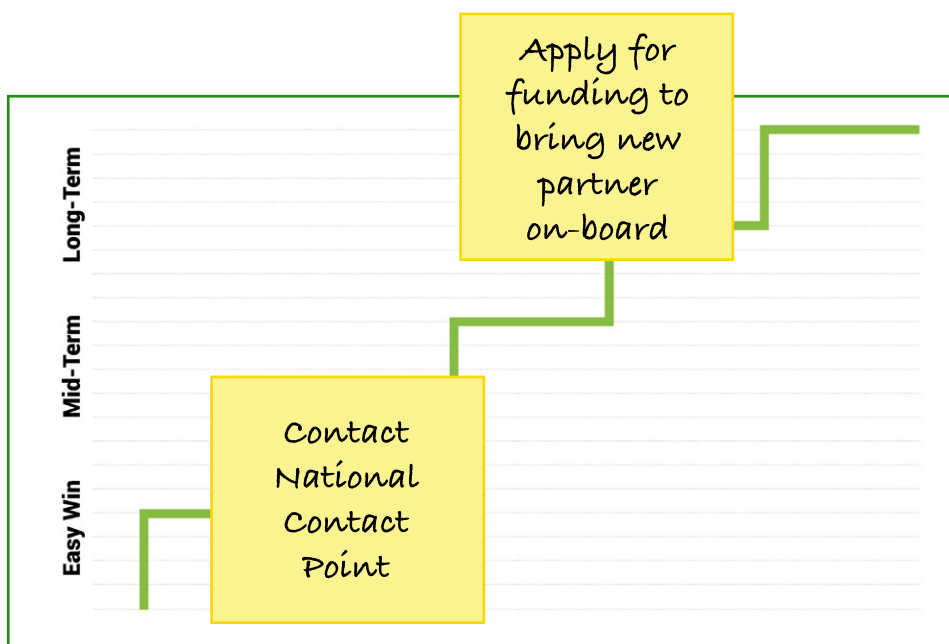 Apply for
funding to
bring new
partner
on-board
Long-Term
Mid-Term
Contact
National
Contact
Point
Easy Win